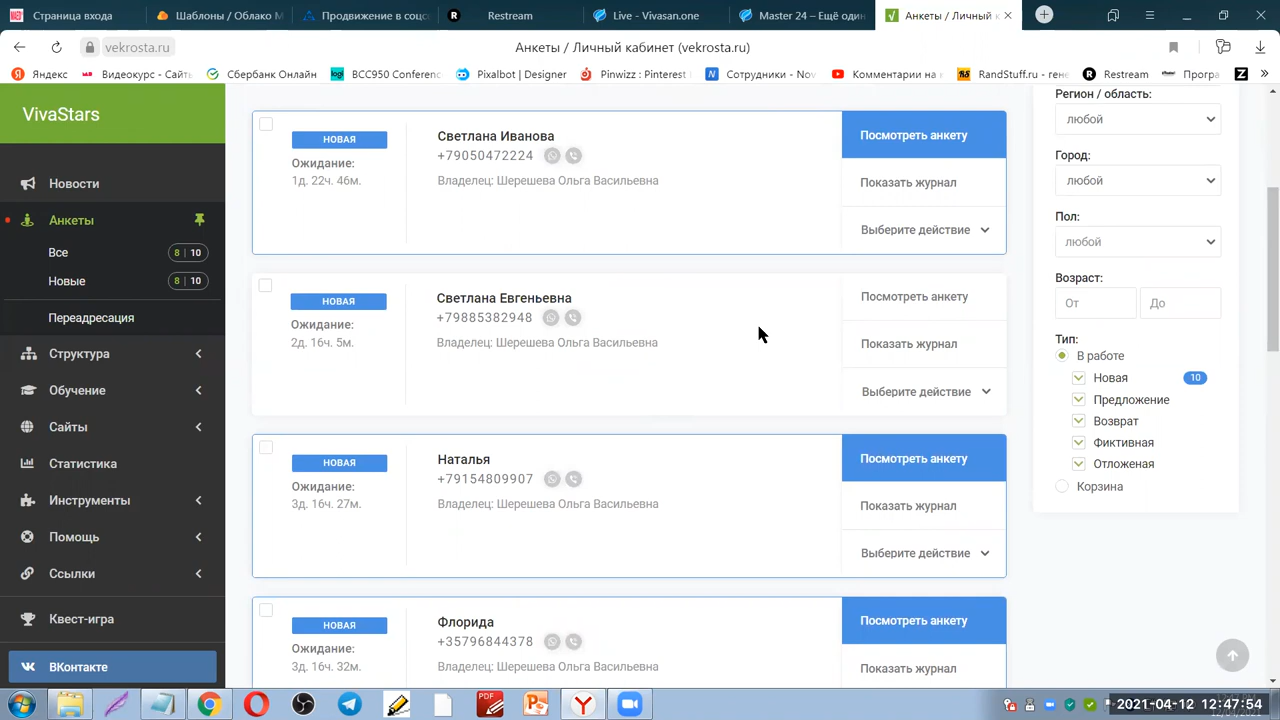 Страница входа
Шаблоны / Облако М
Продвижение в соцс
Restream
Live - Vivasan.one
Master 24 – Ещё один
Анкеты / Личный к
vekrosta.ru
Анкеты / Личный кабинет (vekrosta.ru)
Яндекс
Видеокурс - Сайт
Сбербанк Онлайн
BCC950 Conference
Pixalbot | Designer
Pinwizz : Pinterest
Сотрудники - Nov
Комментарии на к
RandStuff.ru - ген
Restream
Програ
VivaStars
Новости
Анкеты
Все
8 | 10
Новые
8 | 10
Переадресация
Структура
Обучение
Сайты
Статистика
Инструменты
Помощь
Ссылки
Квест-игра
ВКонтакте
НОВАЯ
Ожидание:
1д. 22ч. 46м.
Светлана Иванова
+79050472224
Владелец: Шерешева Ольга Васильевна
Посмотреть анкету
Показать журнал
Выберите действие
НОВАЯ
Ожидание:
2д. 16ч. 5м.
Светлана Евгеньевна
+79885382948
Владелец: Шерешева Ольга Васильевна
Посмотреть анкету
Показать журнал
Выберите действие
НОВАЯ
Ожидание:
3д. 16ч. 27м.
Наталья
+79154809907
Владелец: Шерешева Ольга Васильевна
Посмотреть анкету
Показать журнал
Выберите действие
НОВАЯ
Ожидание:
3д. 16ч. 32м.
Флорида
+35796844378
Владелец: Шерешева Ольга Васильевна
Посмотреть анкету
Показать журнал
Регион / область:
любой
Город:
любой
Пол:
любой
Возраст:
От
До
Тип:
В работе
Новая
10
Предложение
Возврат
Фиктивная
Отложеная
Корзина
2021-04-12 12:47:54